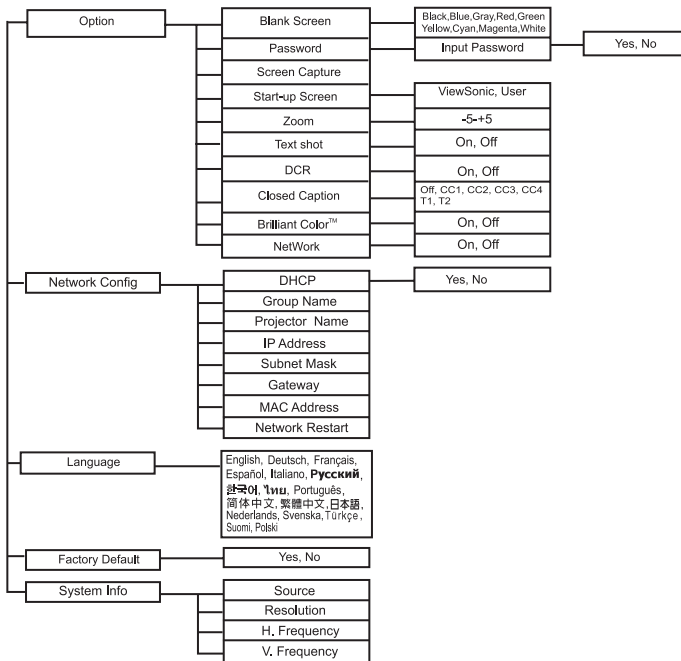 Option
Blank Screen
Black,Blue,Gray,Red,Green
Yellow,Cyan,Magenta,White
Password
Input Password
Yes, No
Screen Capture
Start-up Screen
ViewSonic, User
Zoom
-5-+5
Text shot
On, Off
DCR
On, Off
Closed Caption
Off, CC1, CC2, CC3, CC4
T1, T2
Brilliant Color™
On, Off
NetWork
On, Off
Network Config
DHCP
Yes, No
Group Name
Projector Name
IP Address
Subnet Mask
Gateway
MAC Address
Network Restart
Language
English, Deutsch, Français,
Español, Italiano, Русский,
한국어, ไทย, Português,
简体中文, 繁體中文, 日本語,
Nederlands, Svenska, Türkçe,
Suomi, Polski
Factory Default
Yes, No
System Info
Source
Resolution
H. Frequency
V. Frequency